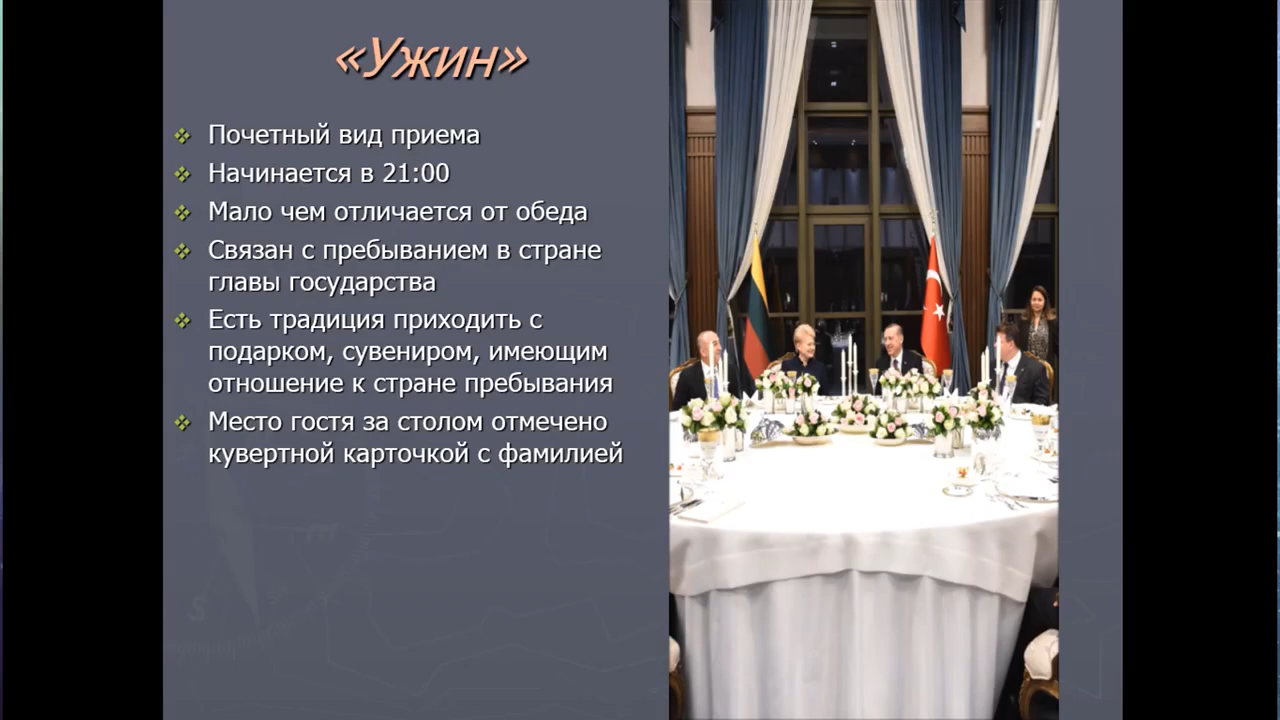 «Ужин»
Почетный вид приема
Начинается в 21:00
Мало чем отличается от обеда
Связан с пребыванием в стране
главы государства
Есть традиция приходить с
подарком, сувениром, имеющим
отношение к стране пребывания
Место гостя за столом отмечено
кувертной карточкой с фамилией